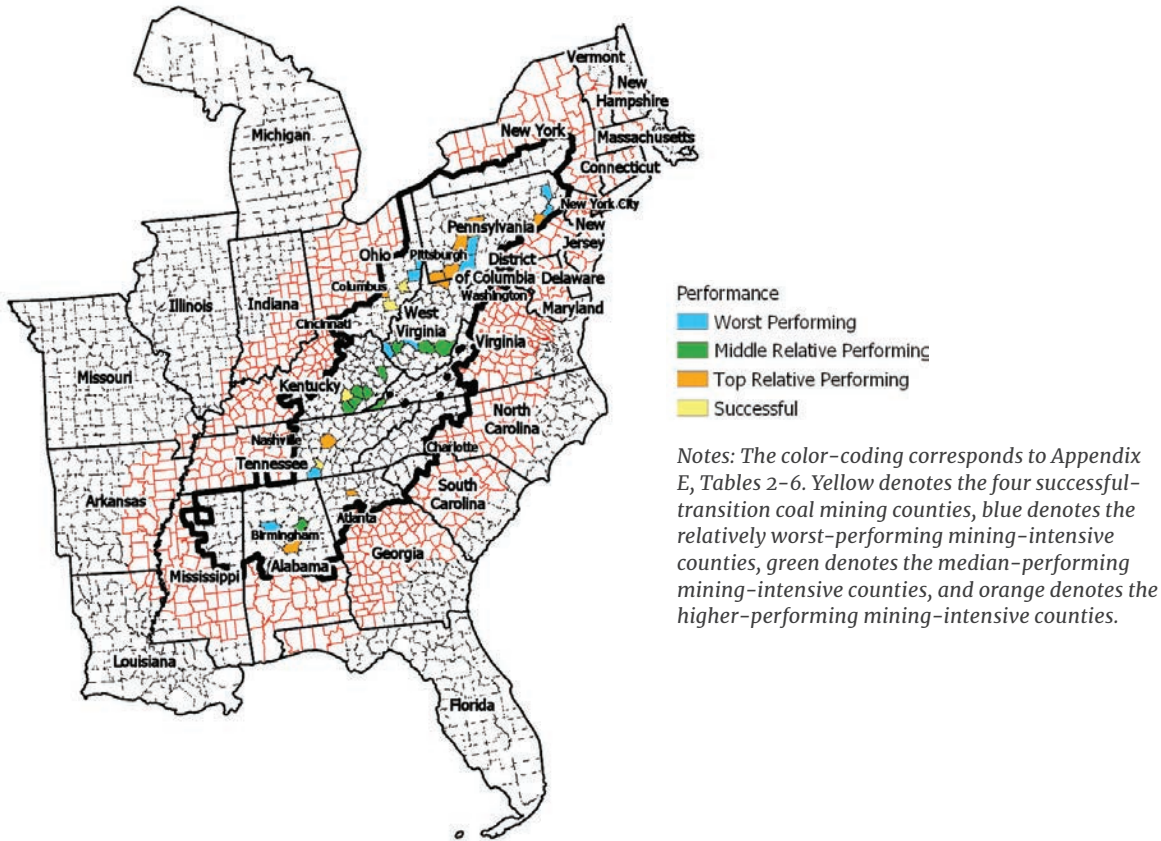 Vermont
New
Hampshire
Michigan
New York
Massachusetts
Connecticut
New York City
Pennsylvania
New
Jersey
Ohio
Pittsburgh
District
of Columbia
Delaware
Illinois
Indiana
Columbus
Washington
Maryland
West
Virginia
Cincinnati
Virginia
Missouri
Kentucky
North
Carolina
Nashville
Tennessee
Charlotte
Arkansas
South
Carolina
Atlanta
Birmingham
Georgia
Mississippi
Alabama
Louisiana
Florida
Performance
Worst Performing
Middle Relative Performing
Top Relative Performing
Successful
Notes: The color-coding corresponds to Appendix
E, Tables 2-6. Yellow denotes the four successful-
transition coal mining counties, blue denotes the
relatively worst-performing mining-intensive
counties, green denotes the median-performing
mining-intensive counties, and orange denotes the
higher-performing mining-intensive counties.